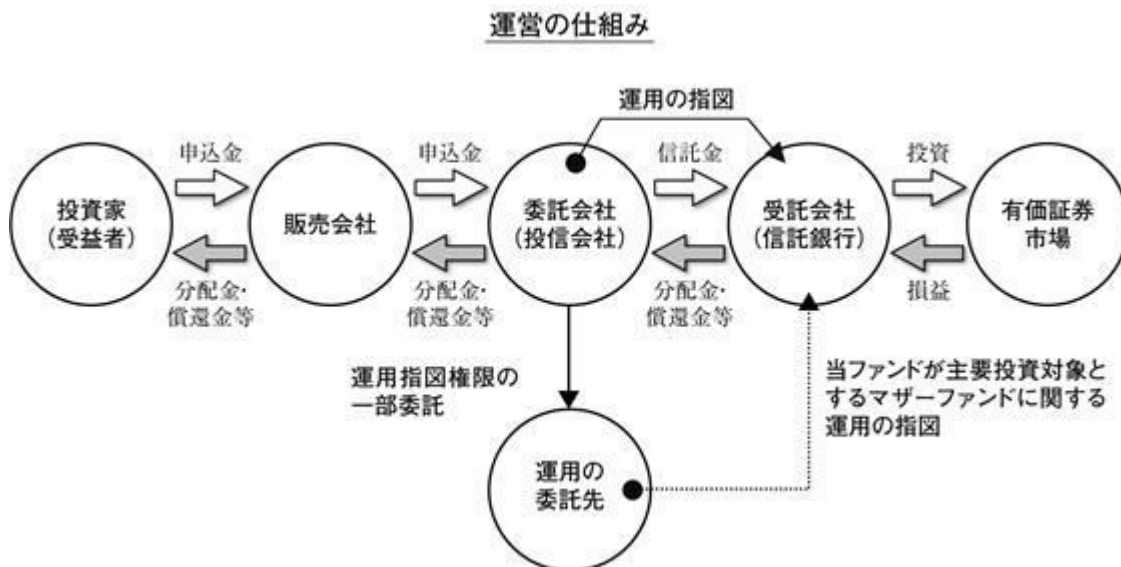 運営の仕組み
運用の指図
申込金
申込金
信託金
投資
投資家
(受益者)
販売会社
委託会社
(投信会社)
受託会社
(信託銀行)
有価証券
市場
分配金・
償還金等
分配金・
償還金等
分配金・
償還金等
損益
運用指図権限の
一部委託
当ファンドが主要投資対象と
するマザーファンドに関する
運用の指図
運用の
委託先